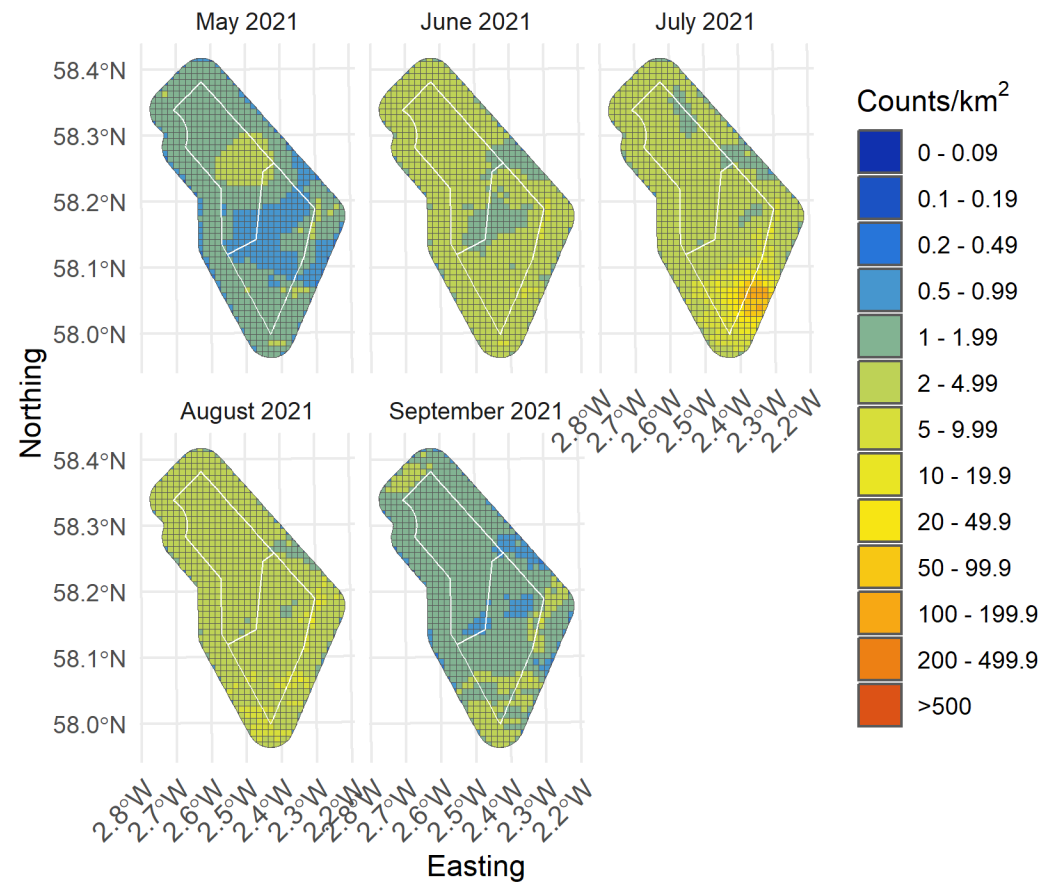 May 2021
June 2021
July 2021
58.4°N
58.3°N
58.2°N
58.1°N
58.0°N
2.8°W
2.7°W
2.6°W
2.5°W
2.4°W
2.3°W
2.2°W
Northing
August 2021
September 2021
58.4°N
58.3°N
58.2°N
58.1°N
58.0°N
2.8°W
2.7°W
2.6°W
2.5°W
2.4°W
2.3°W
2.2°W
2.8°W
2.7°W
2.6°W
2.5°W
2.4°W
2.3°W
2.2°W
Easting
Counts/km²
0 - 0.09
0.1 - 0.19
0.2 - 0.49
0.5 - 0.99
1 - 1.99
2 - 4.99
5 - 9.99
10 - 19.9
20 - 49.9
50 - 99.9
100 - 199.9
200 - 499.9
>500